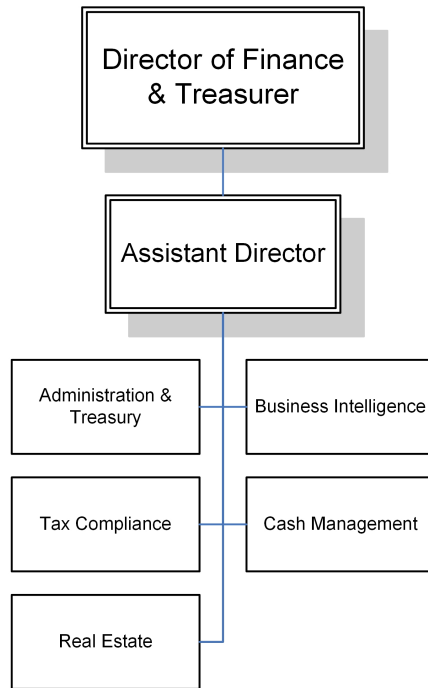 Director of Finance
& Treasurer
Assistant Director
Administration &
Treasury
Business Intelligence
Tax Compliance
Cash Management
Real Estate